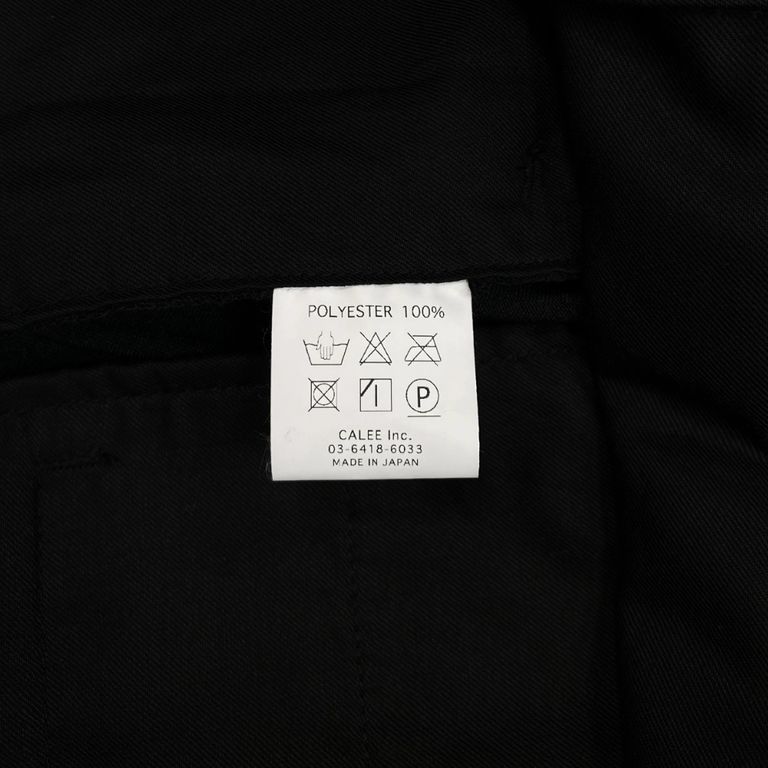 POLYESTER 100%
P
CALEE Inc.
03-6418-6033
MADE IN JAPAN